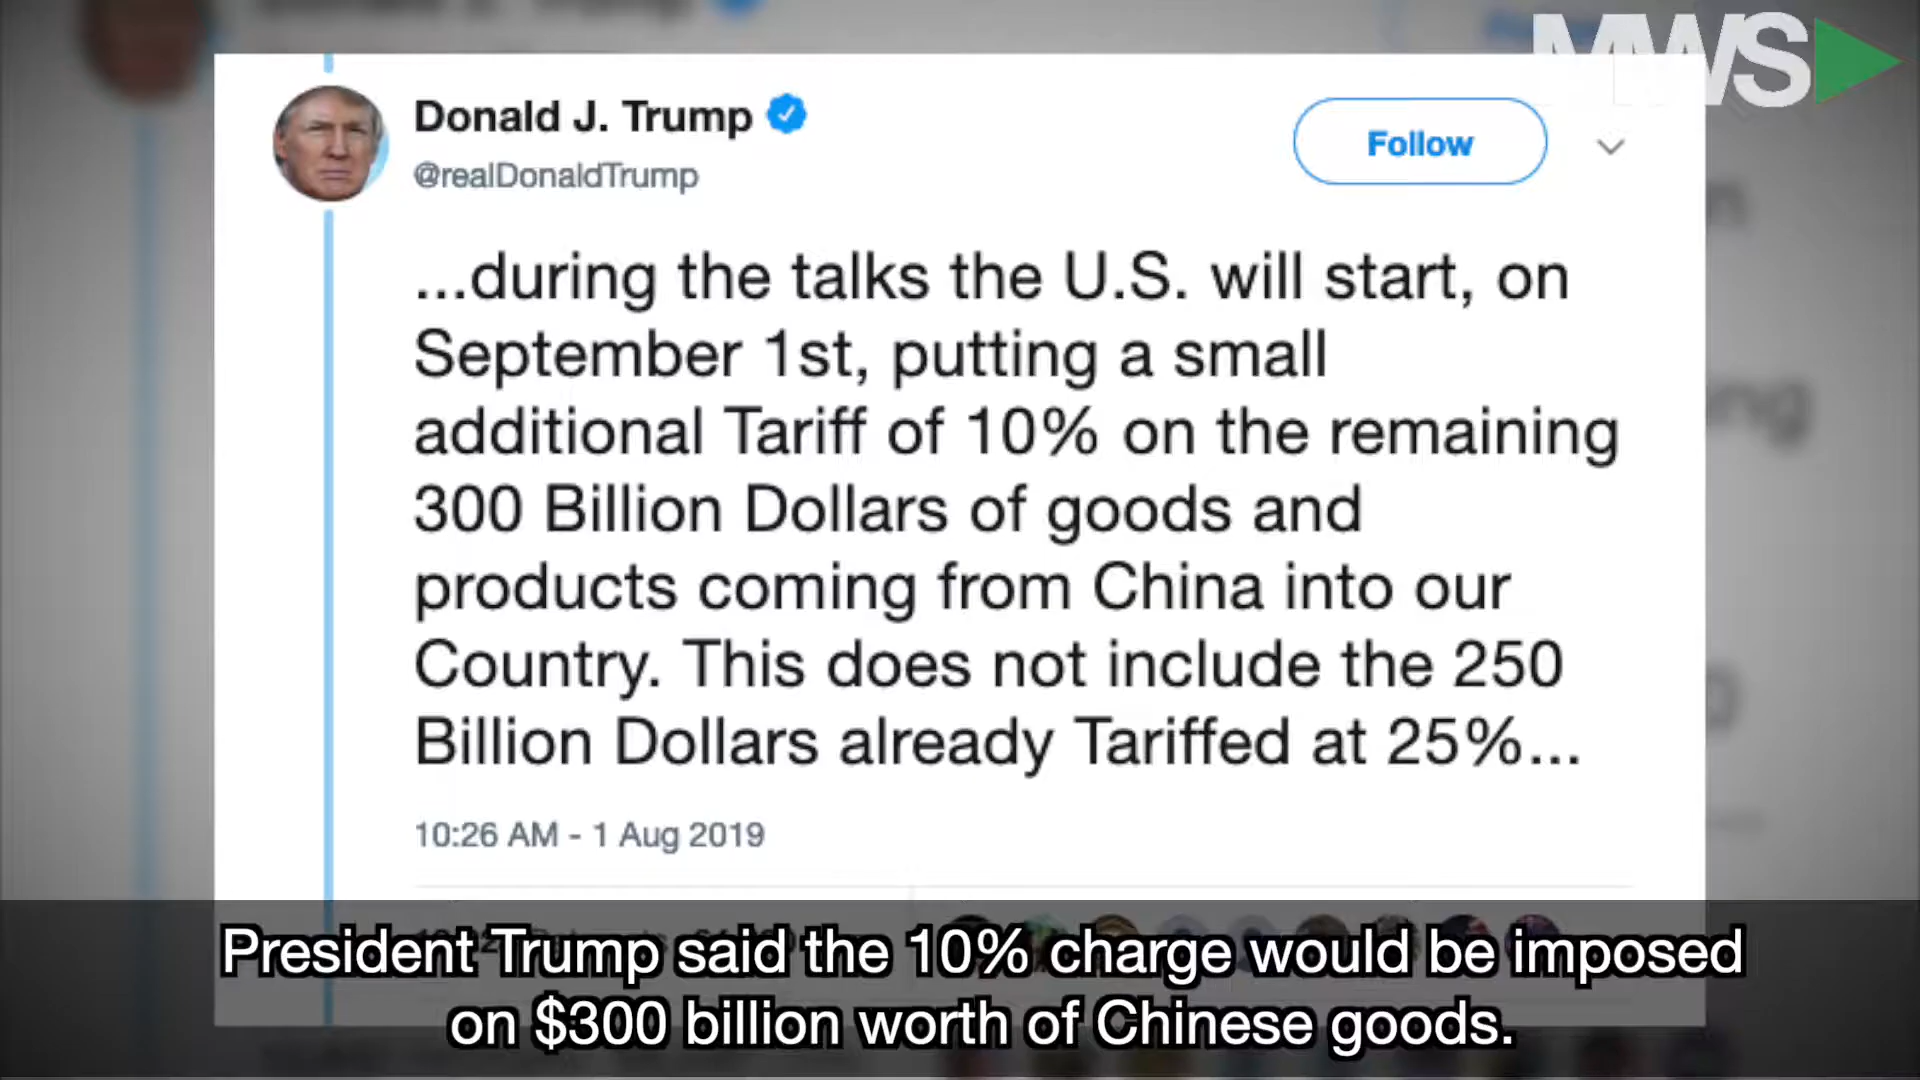 MWS
Donald J. Trump
@realDonaldTrump
Follow
...during the talks the U.S. will start, on
September 1st, putting a small
additional Tariff of 10% on the remaining
300 Billion Dollars of goods and
products coming from China into our
Country. This does not include the 250
Billion Dollars already Tariffed at 25%...
10:26 AM - 1 Aug 2019
President Trump said the 10% charge would be imposed
on $300 billion worth of Chinese goods.